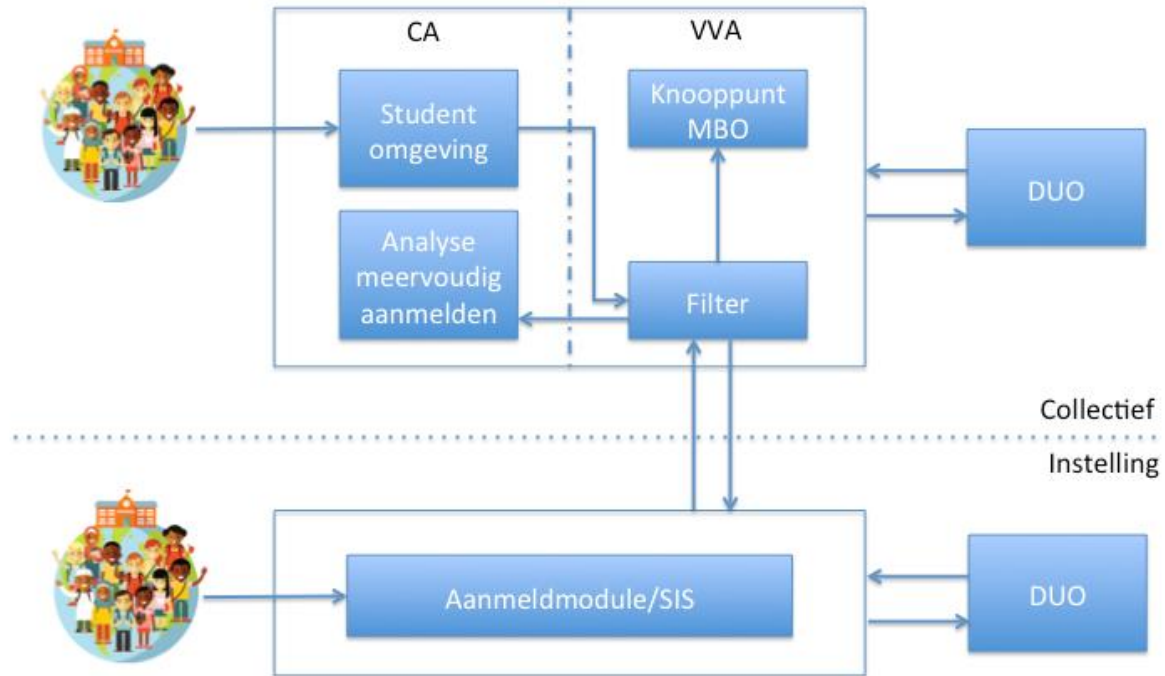 CA
VVA
Student
omgeving
Knooppunt
MBO
DUO
Analyse
meervoudig
aanmelden
Filter
Collectief
Instelling
Aanmeldmodule/SIS
DUO